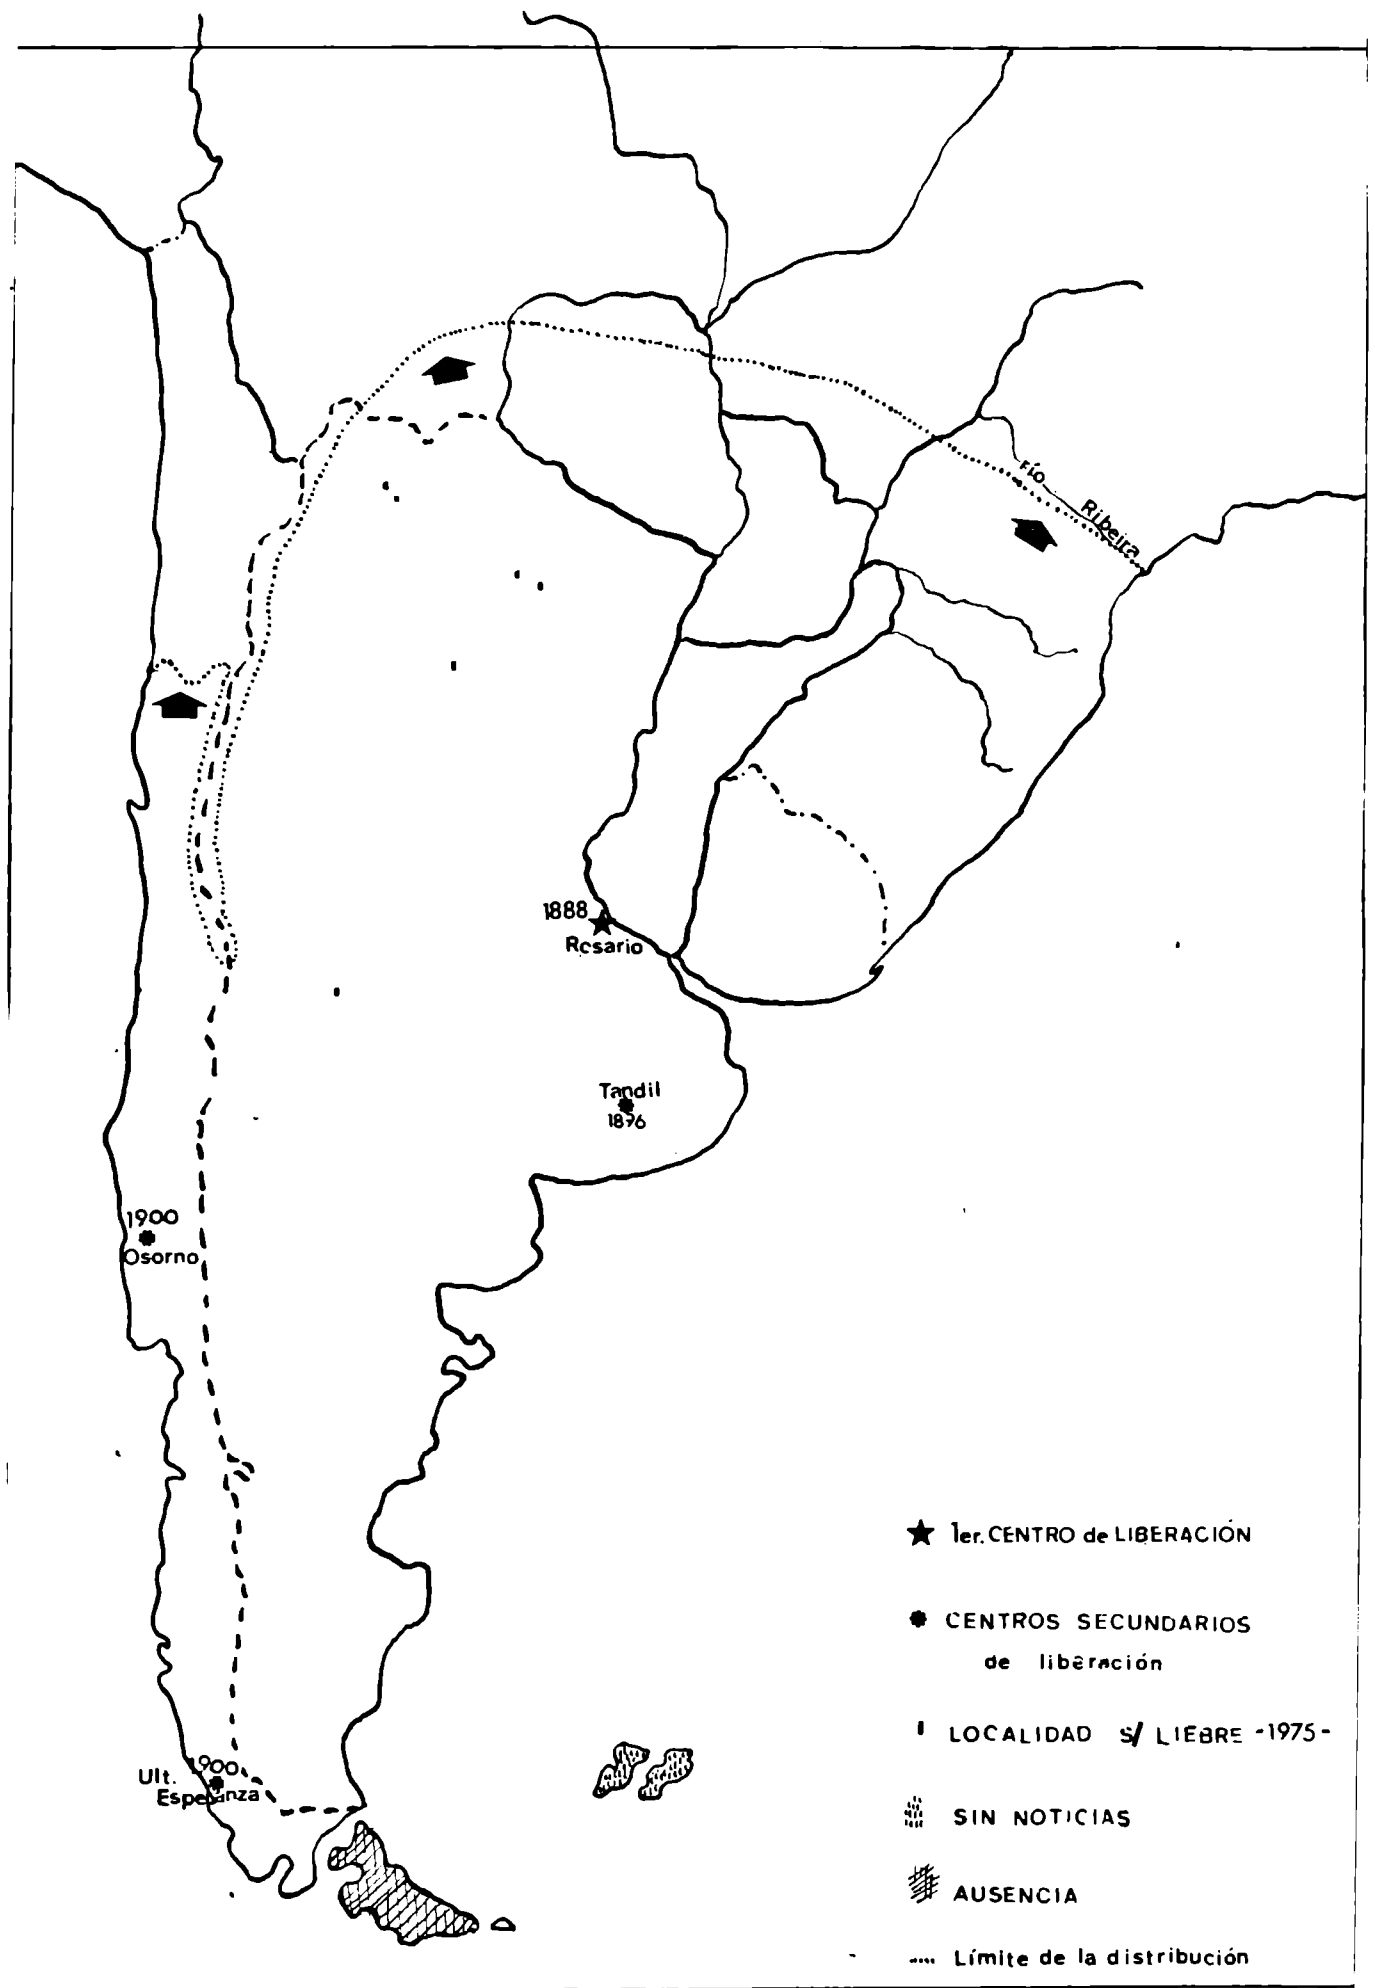 río
Ribeira
1888
Rosario
Tandil
1896
1900
Osorno
1900
Ult.
Esperanza
1er. CENTRO de LIBERACIÓN
CENTROS SECUNDARIOS
de liberación
LOCALIDAD s/ LIEBRE -1975-
SIN NOTICIAS
AUSENCIA
Límite de la distribución